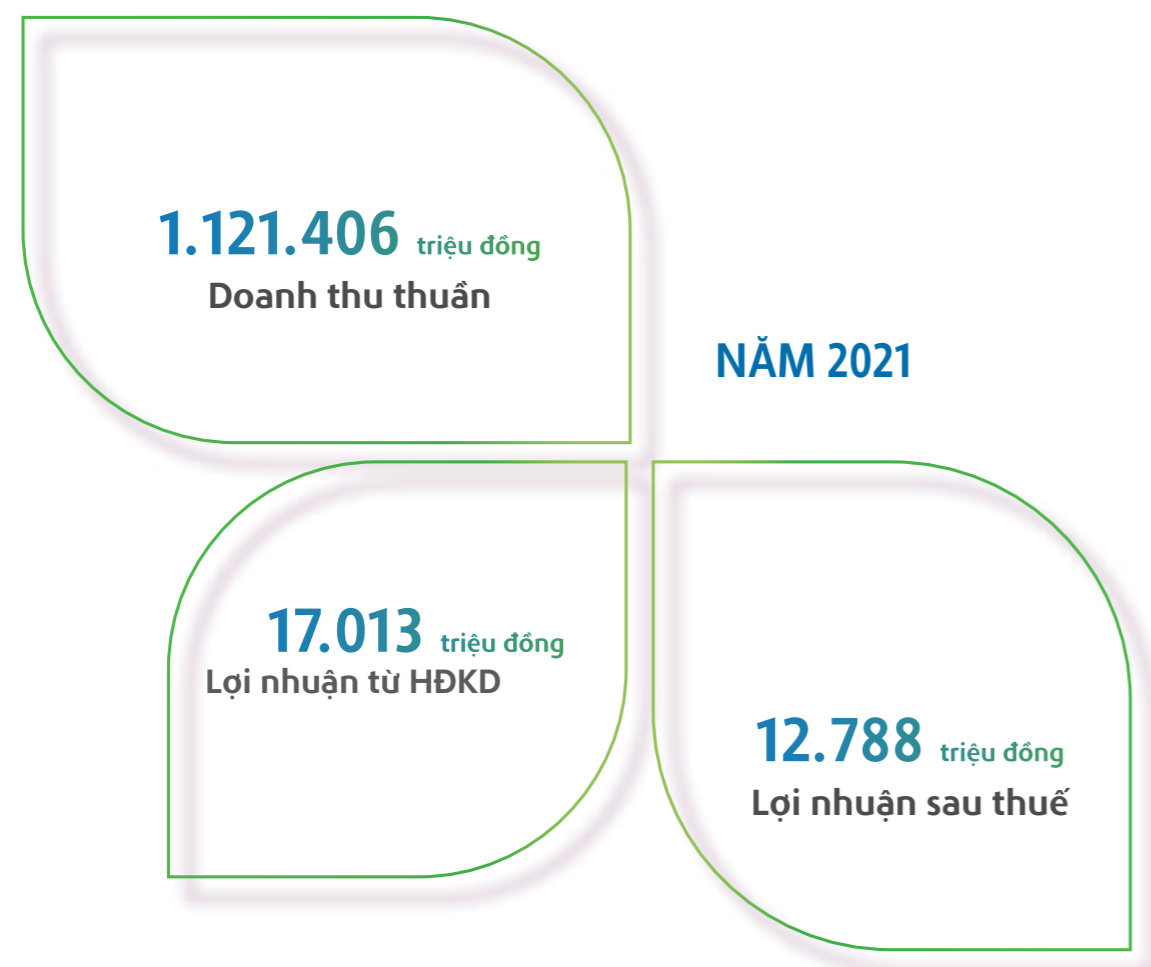 1.121.406 triệu đồng
Doanh thu thuần
NĂM 2021
17.013 triệu đồng
Lợi nhuận từ HĐKD
12.788 triệu đồng
Lợi nhuận sau thuế